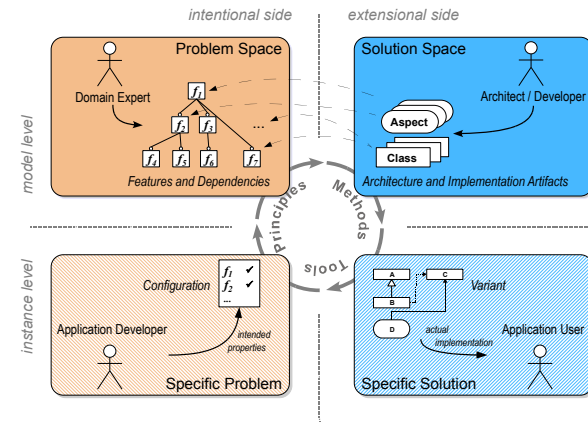 intentional side
extensional side
model level
instance level
Problem Space
Domain Expert
f1
f2
f3
...
f4
f5
f6
f7
Features and Dependencies
Solution Space
Architect / Developer
Aspect
Class
Architecture and Implementation Artifacts
Principles
Methods
Tools
Configuration
f1 ✔
f2 ✔
...
Application Developer
intended
properties
Specific Problem
A
C
B
D
Variant
actual
implementation
Application User
Specific Solution